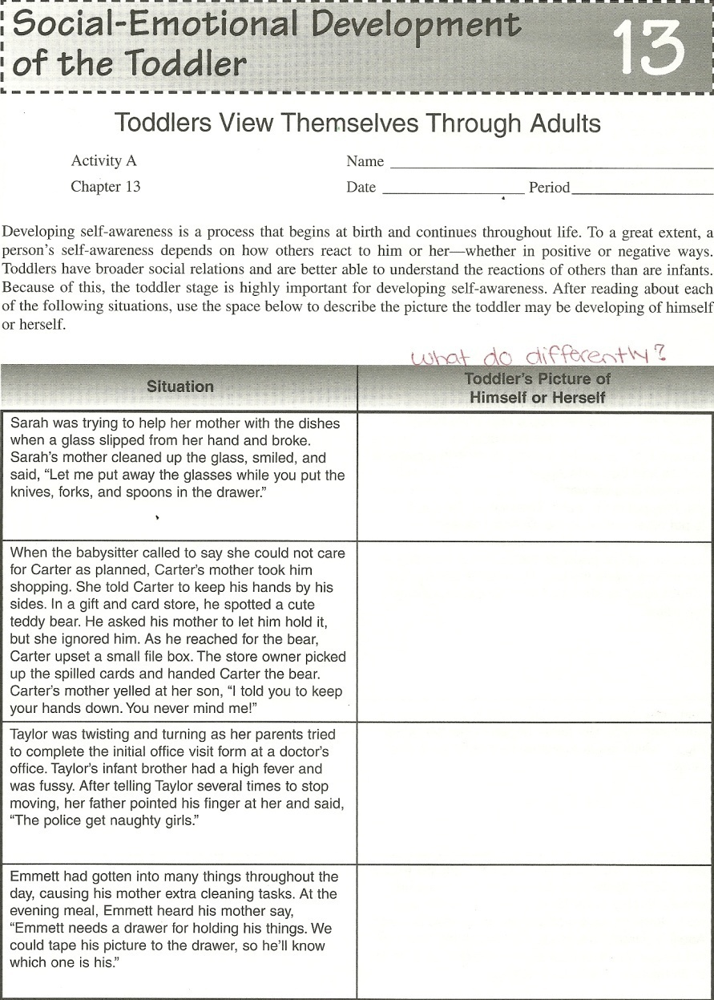 Social-Emotional Development
of the Toddler
13
Toddlers View Themselves Through Adults
Activity A
Name
Chapter 13
Date
Period
Developing self-awareness is a process that begins at birth and continues throughout life. To a great extent, a
person's self-awareness depends on how others react to him or her—whether in positive or negative ways.
Toddlers have broader social relations and are better able to understand the reactions of others than are infants.
Because of this, the toddler stage is highly important for developing self-awareness. After reading about each
of the following situations, use the space below to describe the picture the toddler may be developing of himself
or herself.
what do differently?
Situation
Toddler's Picture of
Himself or Herself
Sarah was trying to help her mother with the dishes
when a glass slipped from her hand and broke.
Sarah's mother cleaned up the glass, smiled, and
said, “Let me put away the glasses while you put the
knives, forks, and spoons in the drawer.”
When the babysitter called to say she could not care
for Carter as planned, Carter's mother took him
shopping. She told Carter to keep his hands by his
sides. In a gift and card store, he spotted a cute
teddy bear. He asked his mother to let him hold it,
but she ignored him. As he reached for the bear,
Carter upset a small file box. The store owner picked
up the spilled cards and handed Carter the bear.
Carter's mother yelled at her son, “I told you to keep
your hands down. You never mind me!”
Taylor was twisting and turning as her parents tried
to complete the initial office visit form at a doctor's
office. Taylor's infant brother had a high fever and
was fussy. After telling Taylor several times to stop
moving, her father pointed his finger at her and said,
“The police get naughty girls.”
Emmett had gotten into many things throughout the
day, causing his mother extra cleaning tasks. At the
evening meal, Emmett heard his mother say,
“Emmett needs a drawer for holding his things. We
could tape his picture to the drawer, so he'll know
which one is his.”